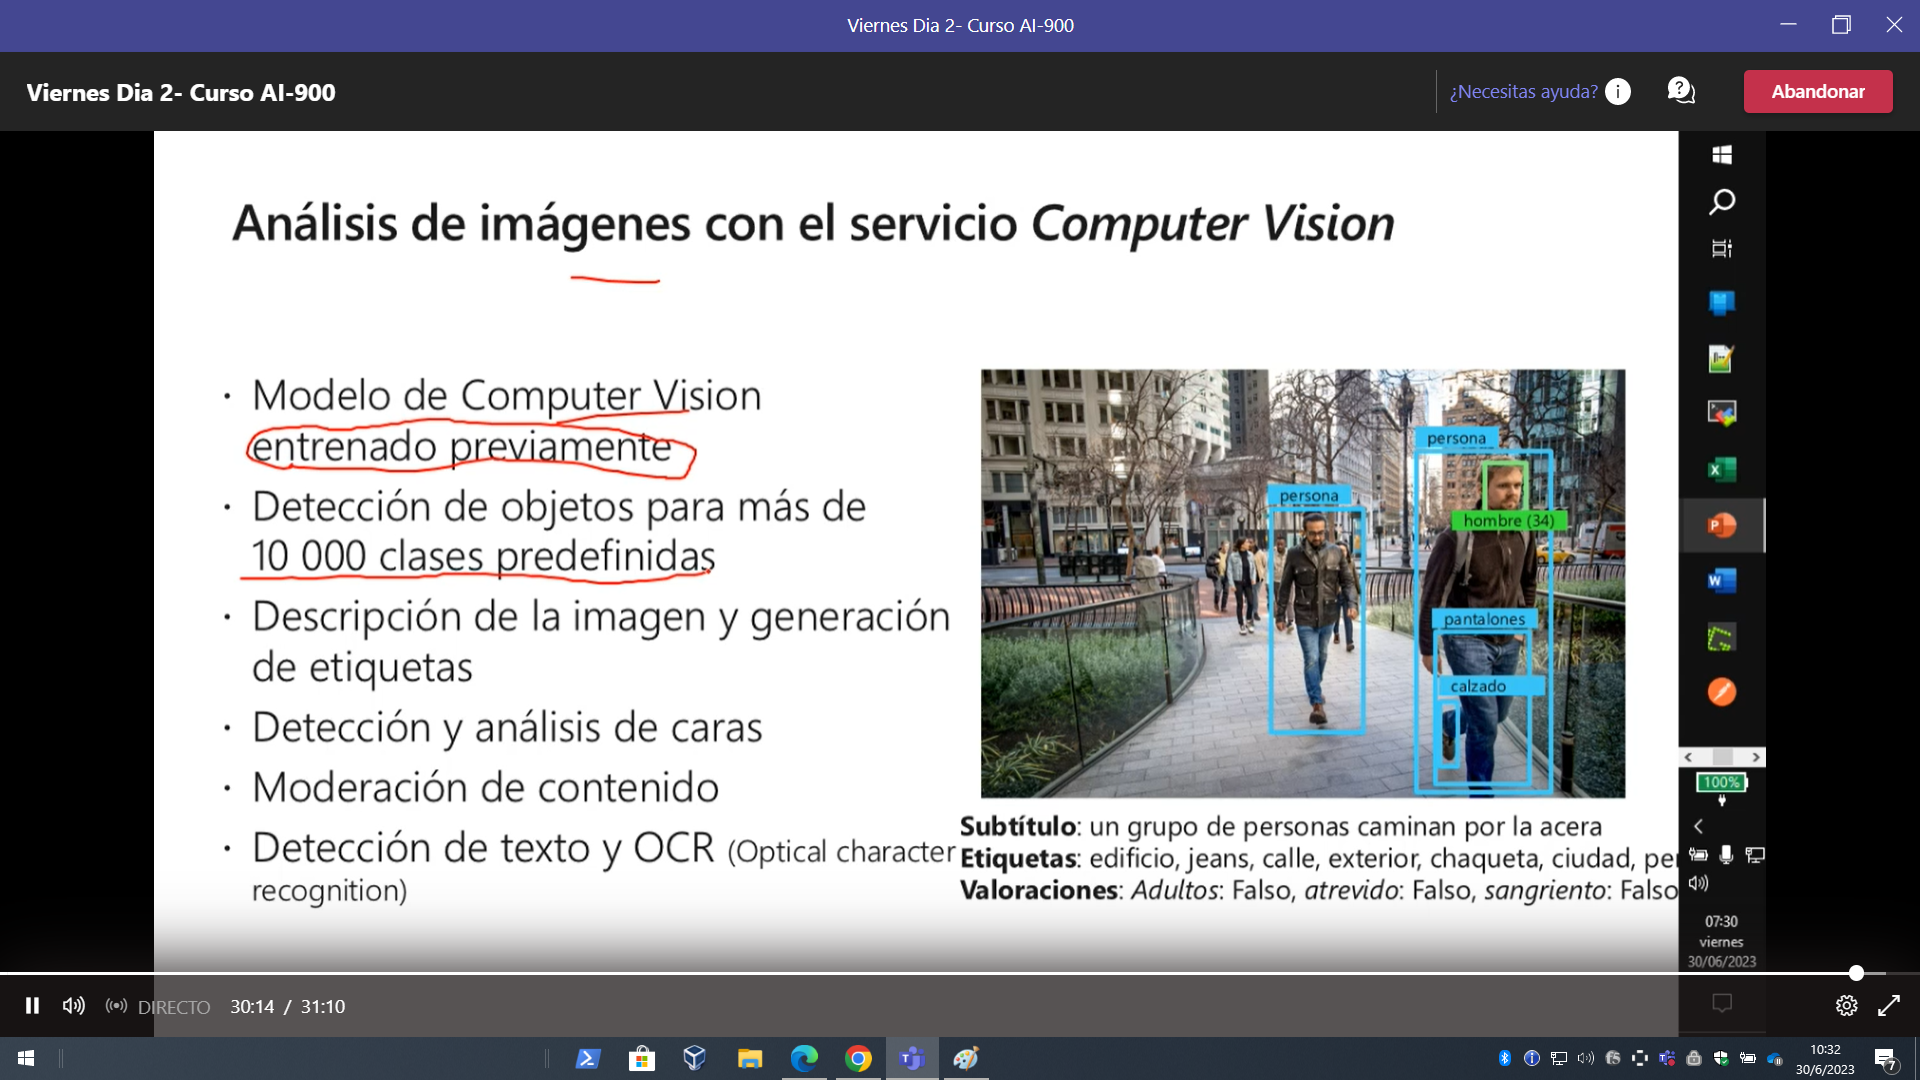 Viernes Dia 2- Curso AI-900
Viernes Dia 2- Curso AI-900
¿Necesitas ayuda?
Abandonar
Análisis de imágenes con el servicio Computer Vision
· Modelo de Computer Vision
entrenado previamente
· Detección de objetos para más de
10 000 clases predefinidas
· Descripción de la imagen y generación
de etiquetas
· Detección y análisis de caras
· Moderación de contenido
· Detección de texto y OCR (Optical character
recognition)
persona
persona
hombre (34)
pantalones
calzado
Subtítulo: un grupo de personas caminan por la acera
Etiquetas: edificio, jeans, calle, exterior, chaqueta, ciudad, per
Valoraciones: Adultos: Falso, atrevido: Falso, sangriento: Falso
100%
07:30
viernes
30/06/2023
DIRECTO
30:14 / 31:10
10:32
30/6/2023
7